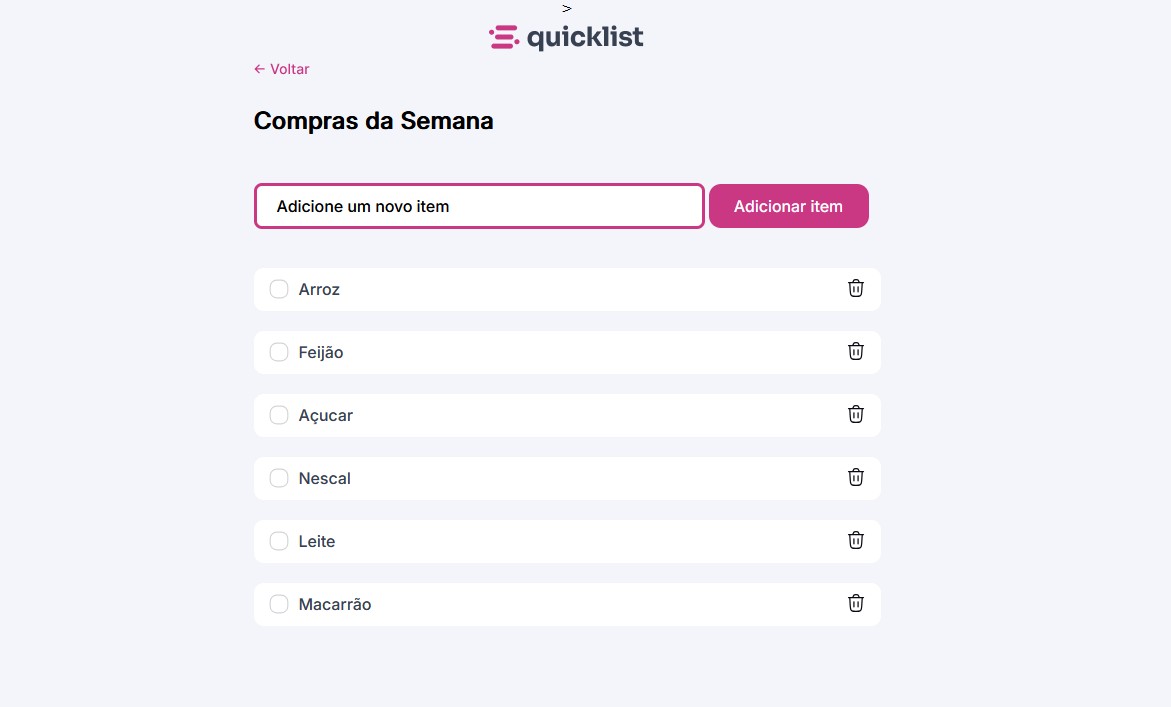 >
quicklist
← Voltar
Compras da Semana
Adicione um novo item
Adicionar item
Arroz
Feijão
Açucar
Nescal
Leite
Macarrão